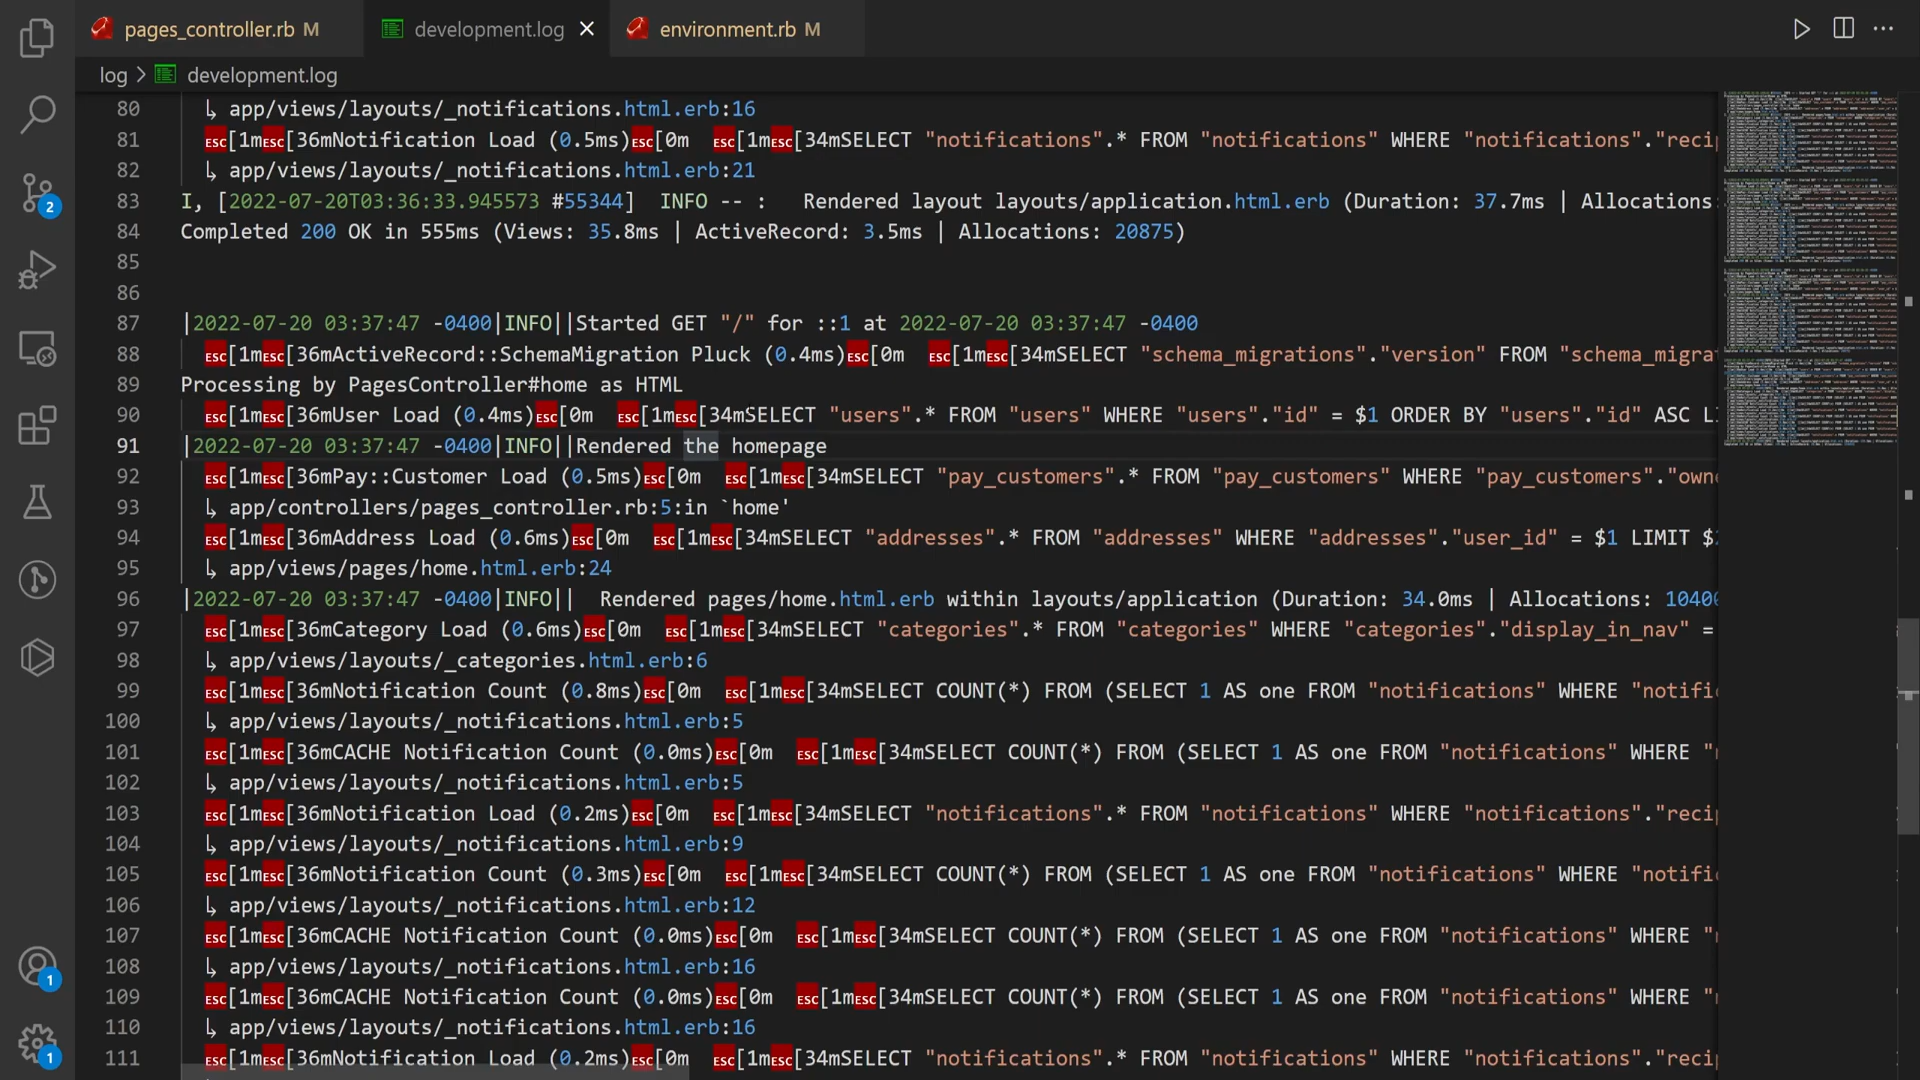 pages_controller.rb M
development.log
environment.rb M
log > development.log
80 ↳ app/views/layouts/_notifications.html.erb:16
81 ESC[1mESC[36mNotification Load (0.5ms)ESC[0m ESC[1mESC[34mSELECT "notifications".* FROM "notifications" WHERE "notifications"."recip
82 ↳ app/views/layouts/_notifications.html.erb:21
83 I, [2022-07-20T03:36:33.945573 #55344] INFO -- : Rendered layout layouts/application.html.erb (Duration: 37.7ms | Allocations:
84 Completed 200 OK in 555ms (Views: 35.8ms | ActiveRecord: 3.5ms | Allocations: 20875)
85
86
87 |2022-07-20 03:37:47 -0400|INFO||Started GET "/" for ::1 at 2022-07-20 03:37:47 -0400
88 ESC[1mESC[36mActiveRecord::SchemaMigration Pluck (0.4ms)ESC[0m ESC[1mESC[34mSELECT "schema_migrations"."version" FROM "schema_migrat
89 Processing by PagesController#home as HTML
90 ESC[1mESC[36mUser Load (0.4ms)ESC[0m ESC[1mESC[34mSELECT "users".* FROM "users" WHERE "users"."id" = $1 ORDER BY "users"."id" ASC LI
91 |2022-07-20 03:37:47 -0400|INFO||Rendered the homepage
92 ESC[1mESC[36mPay::Customer Load (0.5ms)ESC[0m ESC[1mESC[34mSELECT "pay_customers".* FROM "pay_customers" WHERE "pay_customers"."owne
93 ↳ app/controllers/pages_controller.rb:5:in `home'
94 ESC[1mESC[36mAddress Load (0.6ms)ESC[0m ESC[1mESC[34mSELECT "addresses".* FROM "addresses" WHERE "addresses"."user_id" = $1 LIMIT $2
95 ↳ app/views/pages/home.html.erb:24
96 |2022-07-20 03:37:47 -0400|INFO|| Rendered pages/home.html.erb within layouts/application (Duration: 34.0ms | Allocations: 10400
97 ESC[1mESC[36mCategory Load (0.6ms)ESC[0m ESC[1mESC[34mSELECT "categories".* FROM "categories" WHERE "categories"."display_in_nav" =
98 ↳ app/views/layouts/_categories.html.erb:6
99 ESC[1mESC[36mNotification Count (0.8ms)ESC[0m ESC[1mESC[34mSELECT COUNT(*) FROM (SELECT 1 AS one FROM "notifications" WHERE "notific
100 ↳ app/views/layouts/_notifications.html.erb:5
101 ESC[1mESC[36mCACHE Notification Count (0.0ms)ESC[0m ESC[1mESC[34mSELECT COUNT(*) FROM (SELECT 1 AS one FROM "notifications" WHERE "n
102 ↳ app/views/layouts/_notifications.html.erb:5
103 ESC[1mESC[36mNotification Load (0.2ms)ESC[0m ESC[1mESC[34mSELECT "notifications".* FROM "notifications" WHERE "notifications"."recip
104 ↳ app/views/layouts/_notifications.html.erb:9
105 ESC[1mESC[36mNotification Count (0.3ms)ESC[0m ESC[1mESC[34mSELECT COUNT(*) FROM (SELECT 1 AS one FROM "notifications" WHERE "notific
106 ↳ app/views/layouts/_notifications.html.erb:12
107 ESC[1mESC[36mCACHE Notification Count (0.0ms)ESC[0m ESC[1mESC[34mSELECT COUNT(*) FROM (SELECT 1 AS one FROM "notifications" WHERE "n
108 ↳ app/views/layouts/_notifications.html.erb:16
109 ESC[1mESC[36mCACHE Notification Count (0.0ms)ESC[0m ESC[1mESC[34mSELECT COUNT(*) FROM (SELECT 1 AS one FROM "notifications" WHERE "n
110 ↳ app/views/layouts/_notifications.html.erb:16
111 ESC[1mESC[36mNotification Load (0.2ms)ESC[0m ESC[1mESC[34mSELECT "notifications".* FROM "notifications" WHERE "notifications"."recip
2
1
1